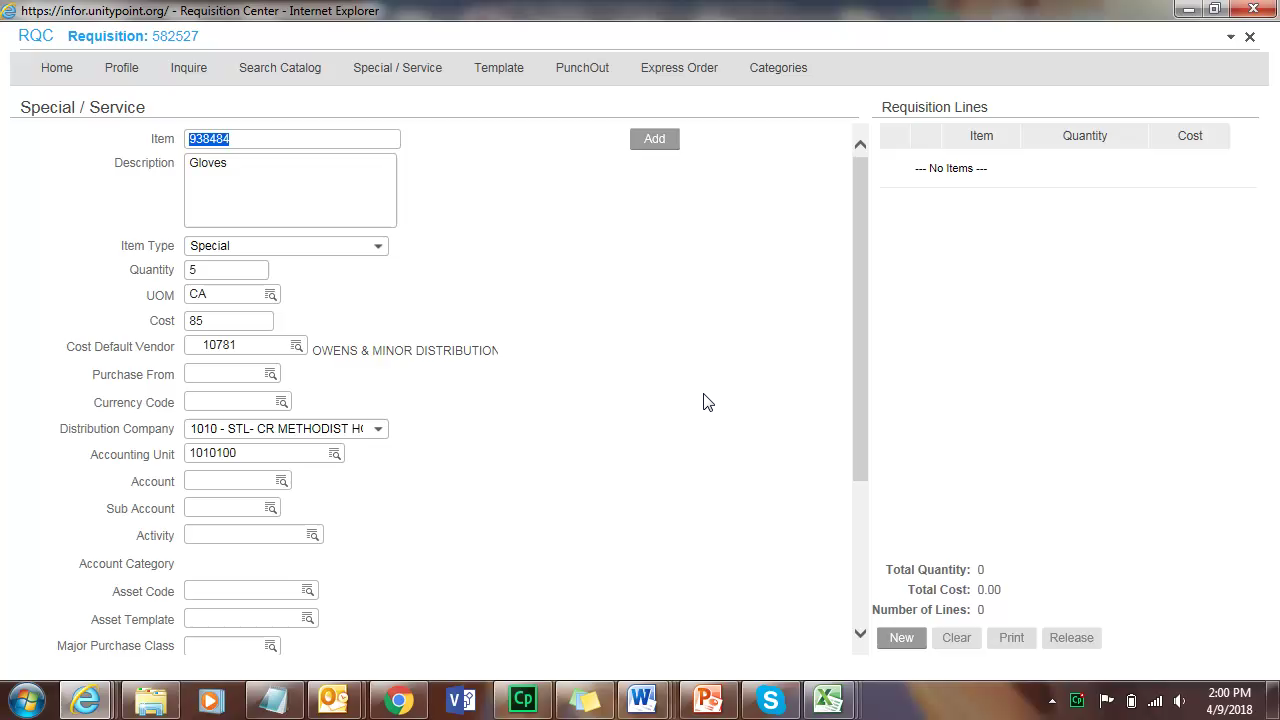 https://infor.unitypoint.org/ - Requisition Center - Internet Explorer
RQC Requisition: 582527
Home Profile Inquire Search Catalog Special / Service Template PunchOut Express Order Categories
Special / Service
Item 938484 Add
Description Gloves
Item Type Special
Quantity 5
UOM CA
Cost 85
Cost Default Vendor 10781 OWENS & MINOR DISTRIBUTION
Purchase From
Currency Code
Distribution Company 1010 - STL- CR METHODIST HO
Accounting Unit 1010100
Account
Sub Account
Activity
Account Category
Asset Code
Asset Template
Major Purchase Class
Requisition Lines
Item Quantity Cost
--- No Items ---
Total Quantity: 0
Total Cost: 0.00
Number of Lines: 0
New Clear Print Release
2:00 PM
4/9/2018